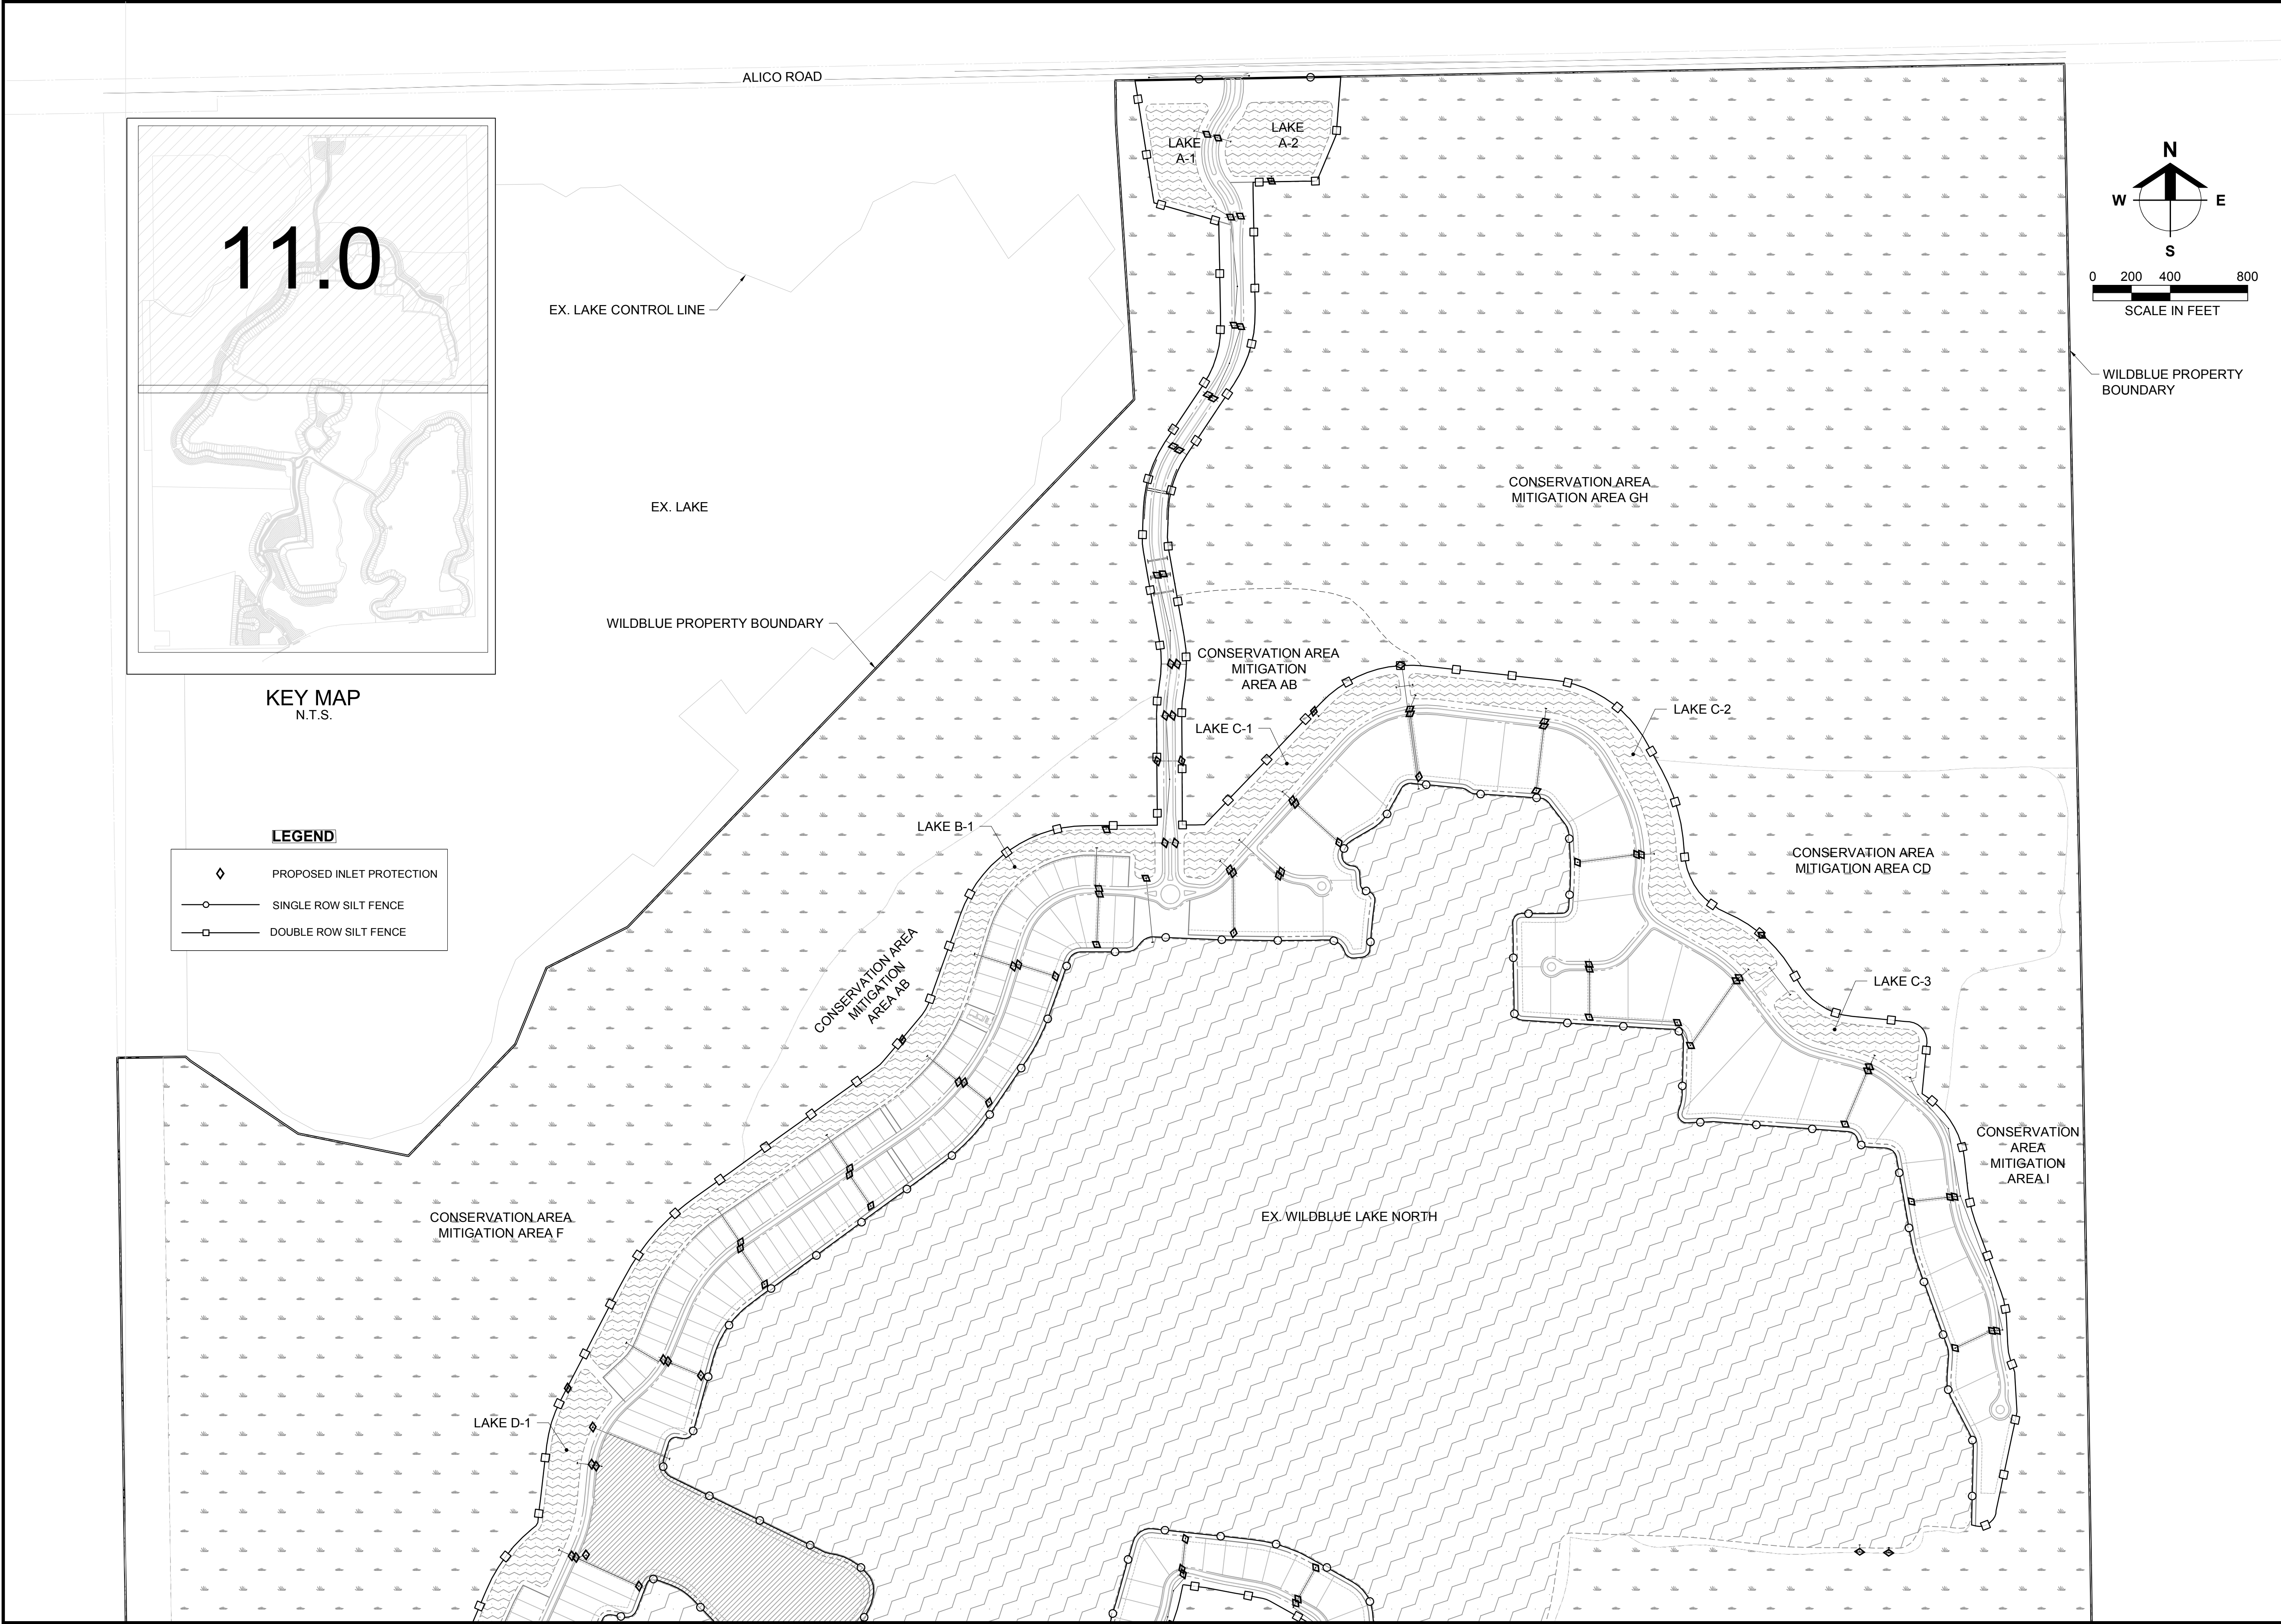 ALICO ROAD
LAKE
A-1
LAKE
A-2
N
W
E
S
0 200 400 800
SCALE IN FEET
11.0
KEY MAP
N.T.S.
EX. LAKE CONTROL LINE
EX. LAKE
WILDBLUE PROPERTY BOUNDARY
WILDBLUE PROPERTY
BOUNDARY
CONSERVATION AREA
MITIGATION AREA GH
CONSERVATION AREA
MITIGATION
AREA AB
LAKE C-1
LAKE C-2
LEGEND
PROPOSED INLET PROTECTION
SINGLE ROW SILT FENCE
DOUBLE ROW SILT FENCE
LAKE B-1
CONSERVATION AREA
MITIGATION AREA CD
CONSERVATION AREA
MITIGATION
AREA AB
LAKE C-3
CONSERVATION
AREA
MITIGATION
AREA I
CONSERVATION AREA
MITIGATION AREA F
EX. WILDBLUE LAKE NORTH
LAKE D-1